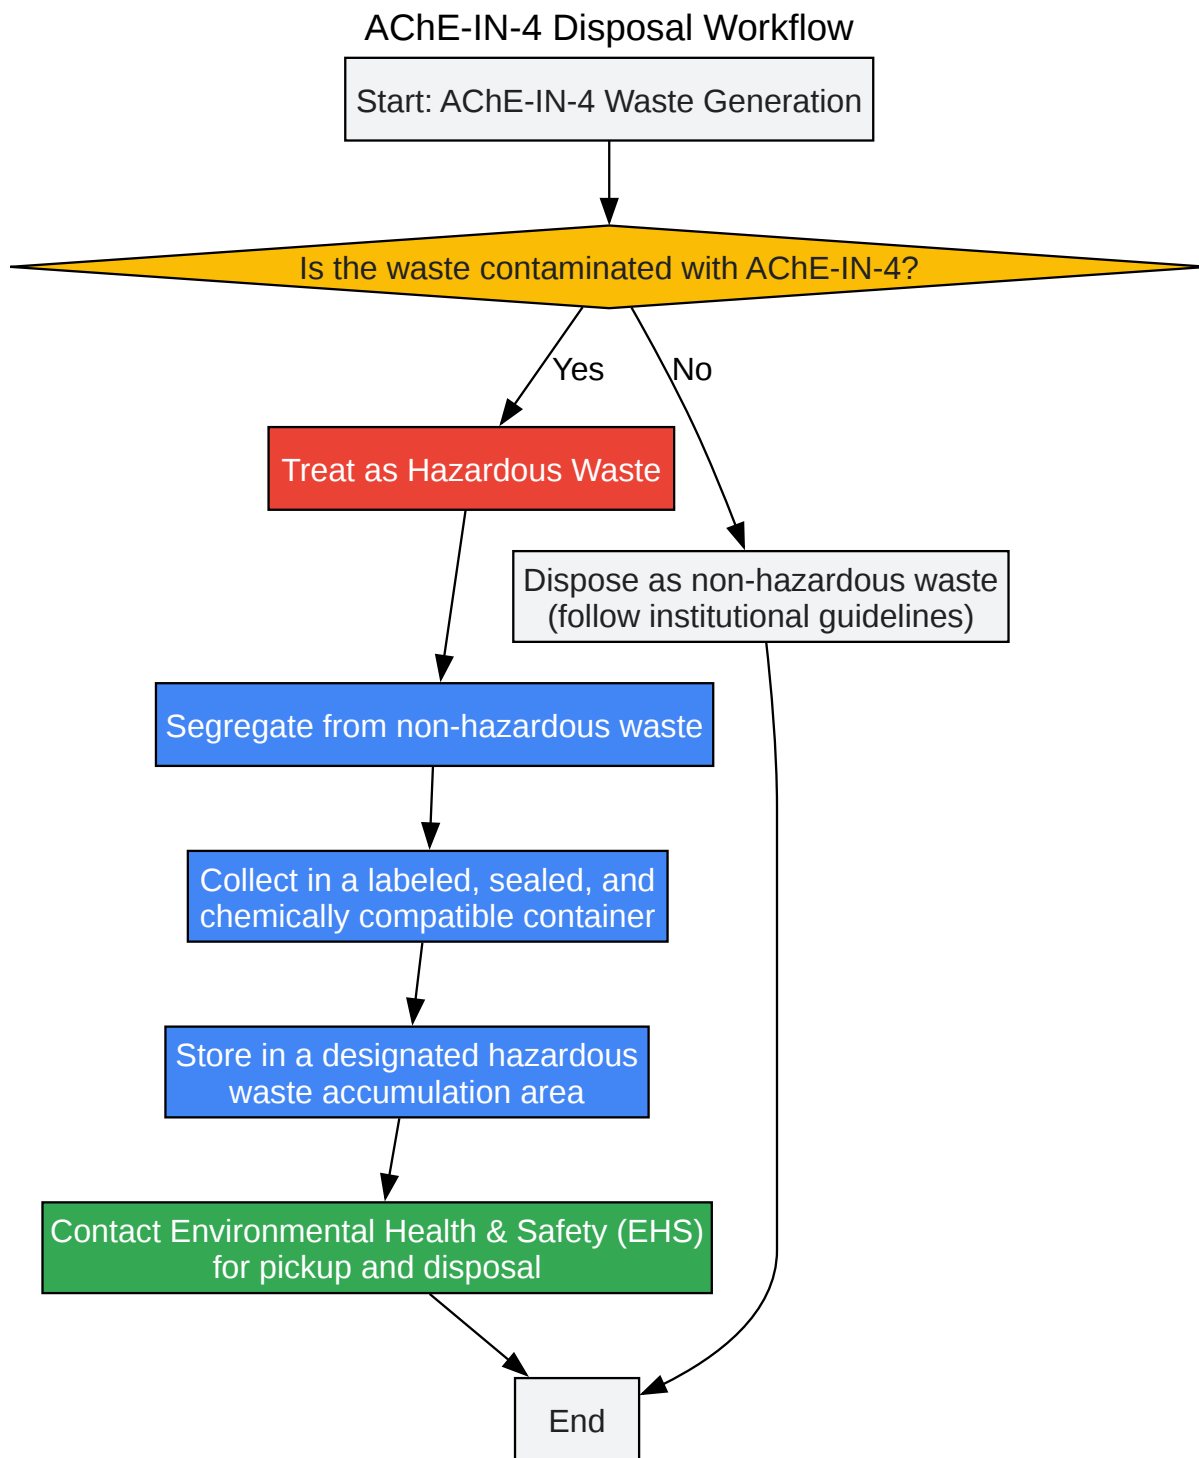 AChE-IN-4 Disposal Workflow
Start: AChE-IN-4 Waste Generation
Is the waste contaminated with AChE-IN-4?
Yes
No
Treat as Hazardous Waste
Dispose as non-hazardous waste
(follow institutional guidelines)
Segregate from non-hazardous waste
Collect in a labeled, sealed, and
chemically compatible container
Store in a designated hazardous
waste accumulation area
Contact Environmental Health & Safety (EHS)
for pickup and disposal
End